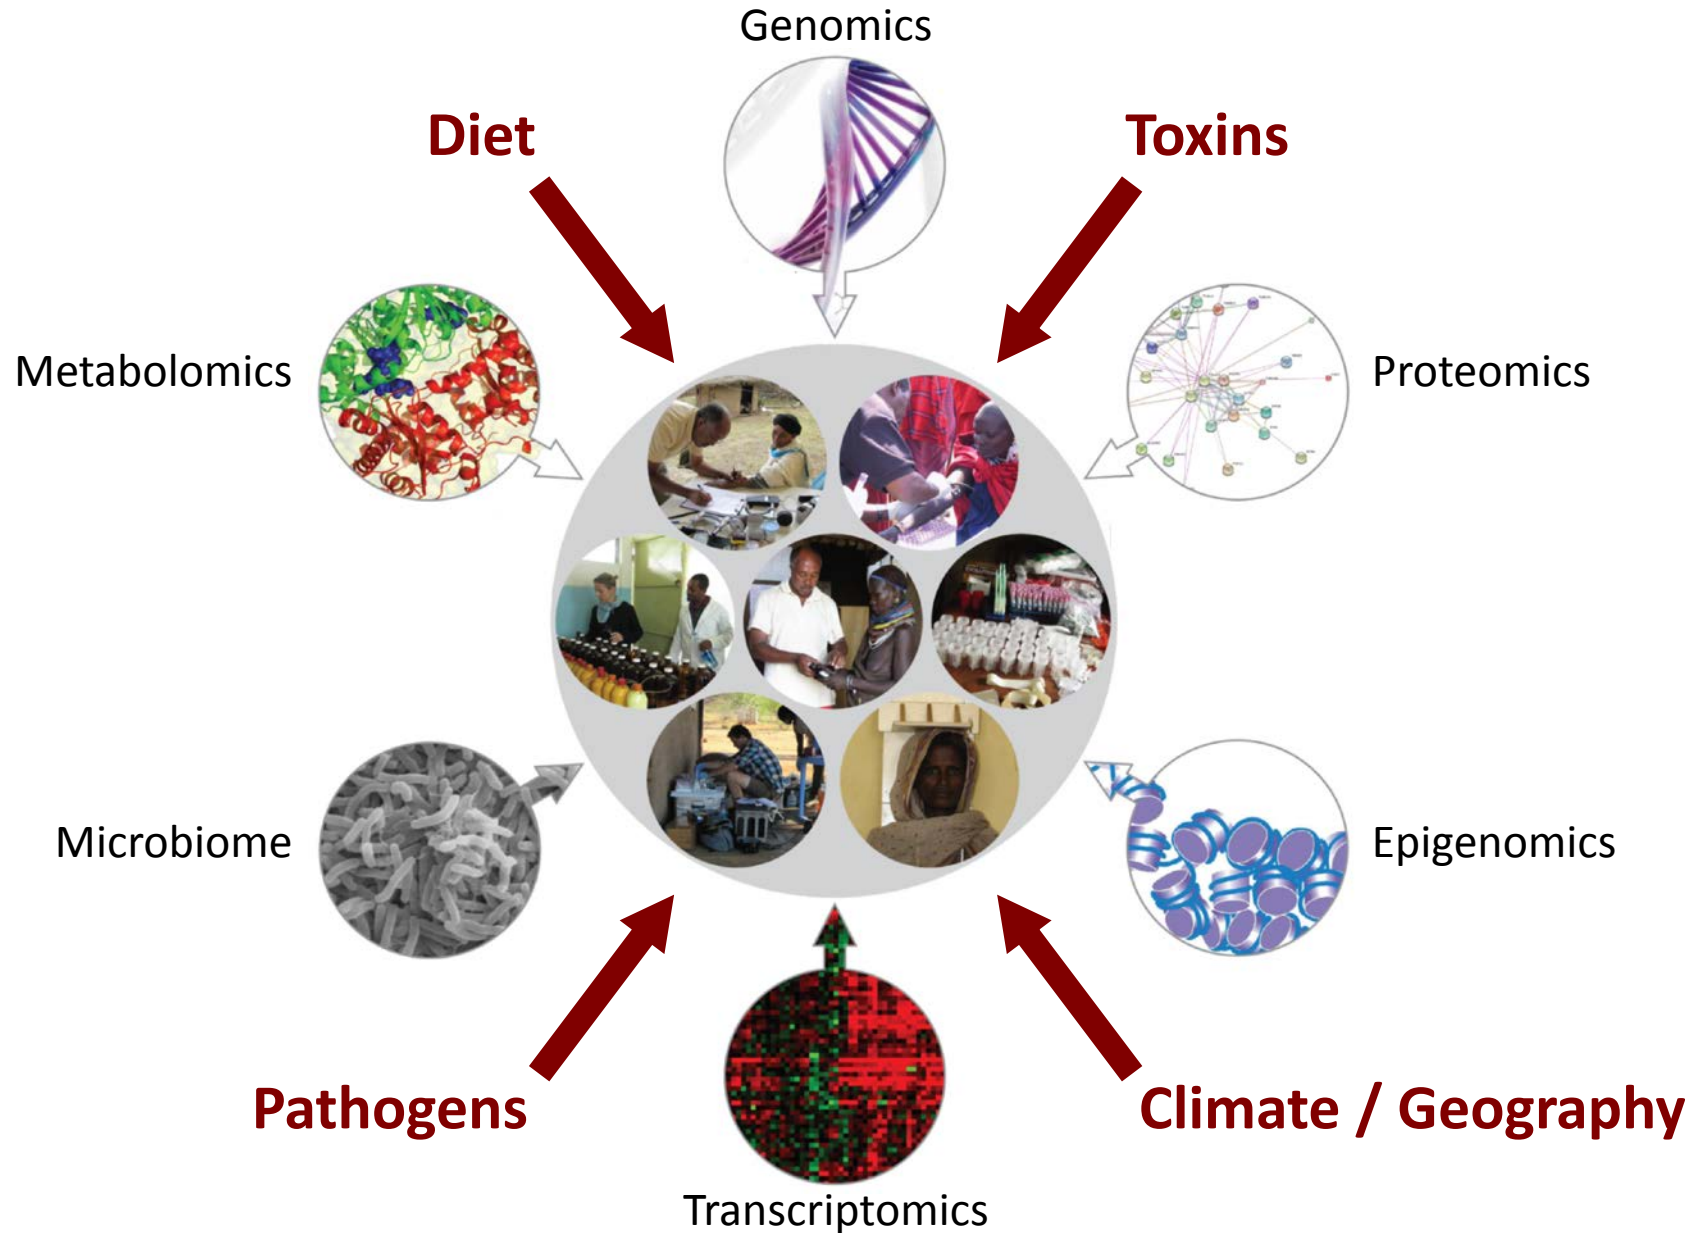 Genomics
Diet
Toxins
Metabolomics
Proteomics
Microbiome
Epigenomics
Pathogens
Climate / Geography
Transcriptomics